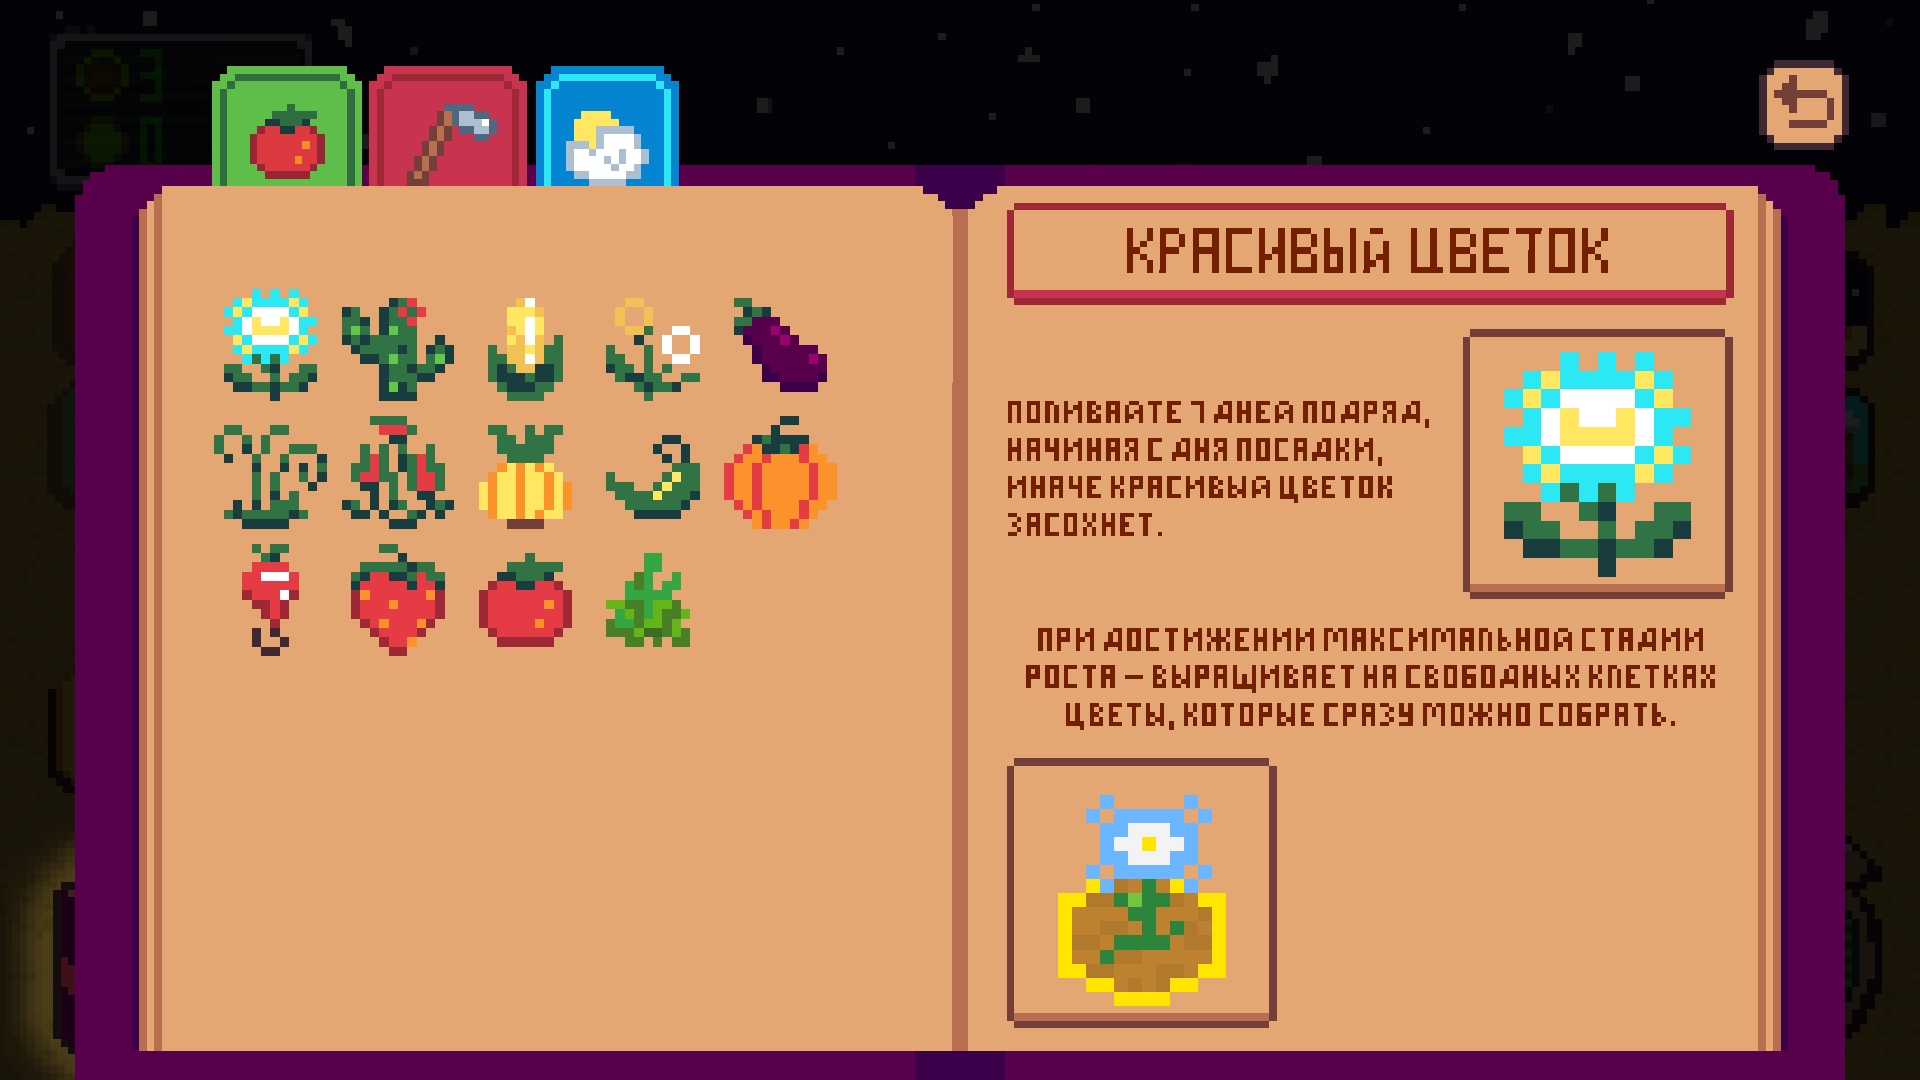 КРАСИВЫЙ ЦВЕТОК
ПОЛИВАЙТЕ 7 ДНЕЙ ПОДРЯД,
НАЧИНАЯ С ДНЯ ПОСАДКИ,
ИНАЧЕ КРАСИВЫЙ ЦВЕТОК
ЗАСОХНЕТ.
ПРИ ДОСТИЖЕНИИ МАКСИМАЛЬНОЙ СТАДИИ
РОСТА – ВЫРАЩИВАЕТ НА СВОБОДНЫХ КЛЕТКАХ
ЦВЕТЫ, КОТОРЫЕ СРАЗУ МОЖНО СОБРАТЬ.